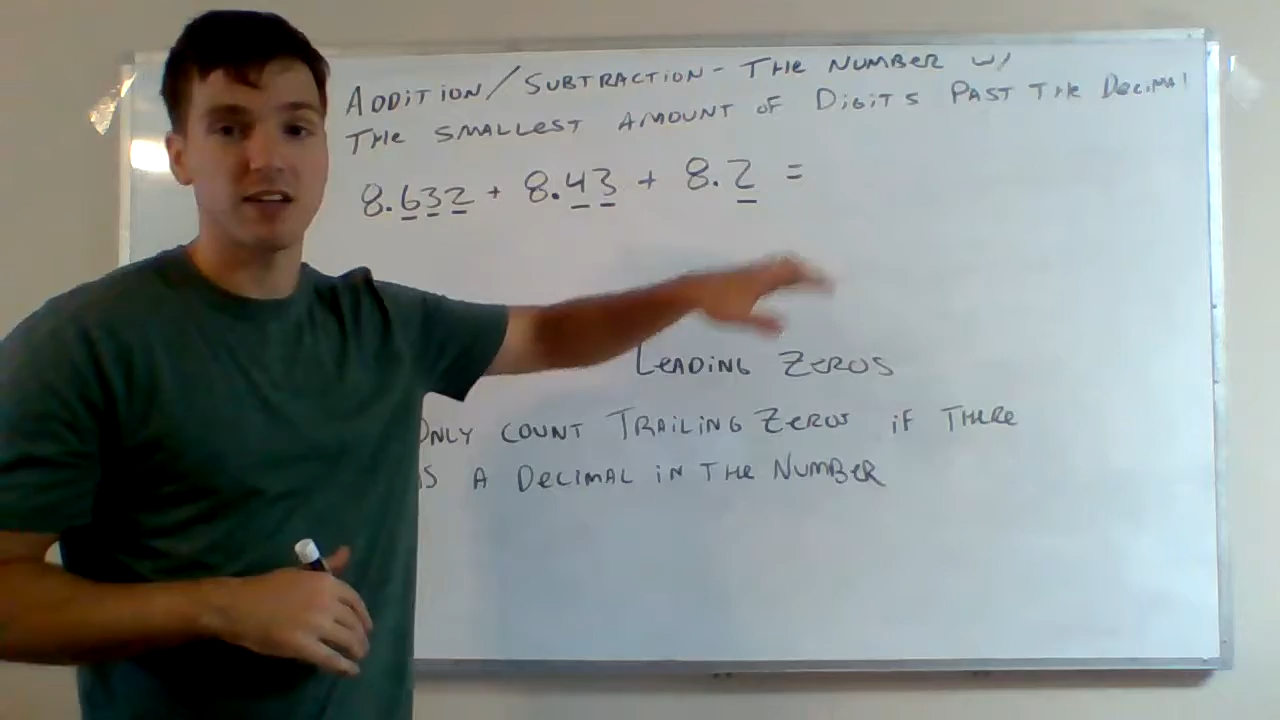 ADDITION/SUBTRACTION - THE NUMBER W/
THE SMALLEST AMOUNT OF DIGITS PAST THE DECIMAL
8.632 + 8.43 + 8.2 =
LEADING ZEROS
ONLY COUNT TRAILING ZEROS IF THERE
IS A DECIMAL IN THE NUMBER